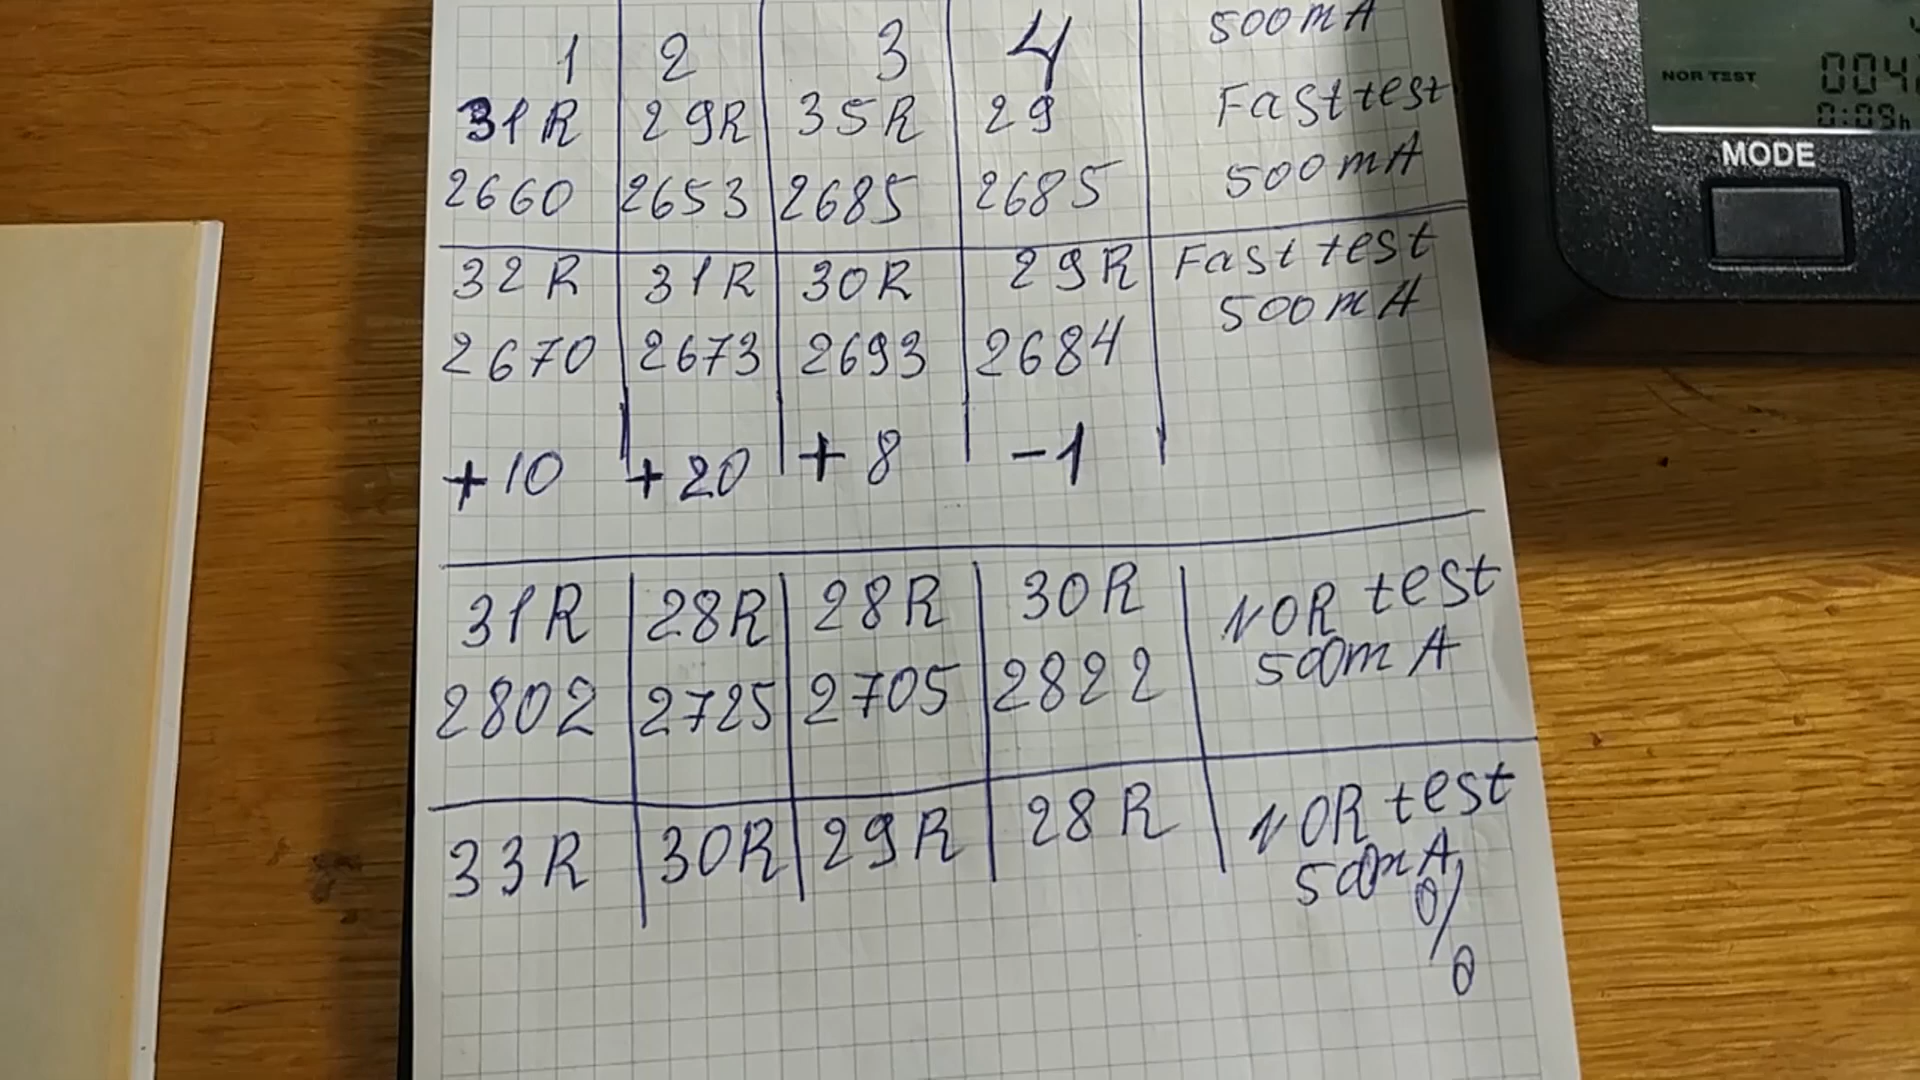 500mA
1 2 3 4
31R 29R 35R 29 Fast test
2660 2653 2685 2685 500mA
32R 31R 30R 29R Fast test
2670 2673 2693 2684 500mA
+10 +20 +8 -1
31R 28R 28R 30R NOR test
2802 2725 2705 2822 500mA
33R 30R 29R 28R NOR test
500mA
%
NOR TEST
0:09h
MODE